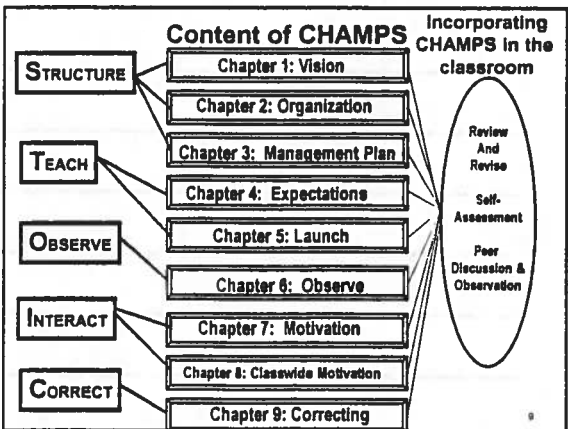 Content of CHAMPS
Incorporating
CHAMPS in the
classroom
STRUCTURE
TEACH
OBSERVE
INTERACT
CORRECT
Chapter 1: Vision
Chapter 2: Organization
Chapter 3: Management Plan
Chapter 4: Expectations
Chapter 5: Launch
Chapter 6: Observe
Chapter 7: Motivation
Chapter 8: Classwide Motivation
Chapter 9: Correcting
Review
And
Revise
Self-
Assessment
Peer
Discussion &
Observation
9